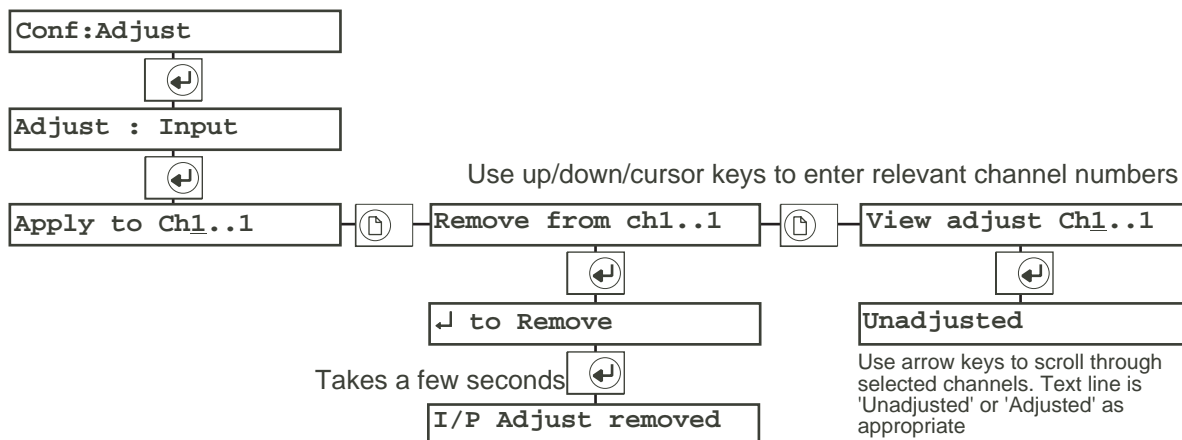 Conf:Adjust
Adjust : Input
Use up/down/cursor keys to enter relevant channel numbers
Apply to Ch1..1
Remove from ch1..1
View adjust Ch1..1
↵ to Remove
Unadjusted
Takes a few seconds
I/P Adjust removed
Use arrow keys to scroll through
selected channels. Text line is
'Unadjusted' or 'Adjusted' as
appropriate